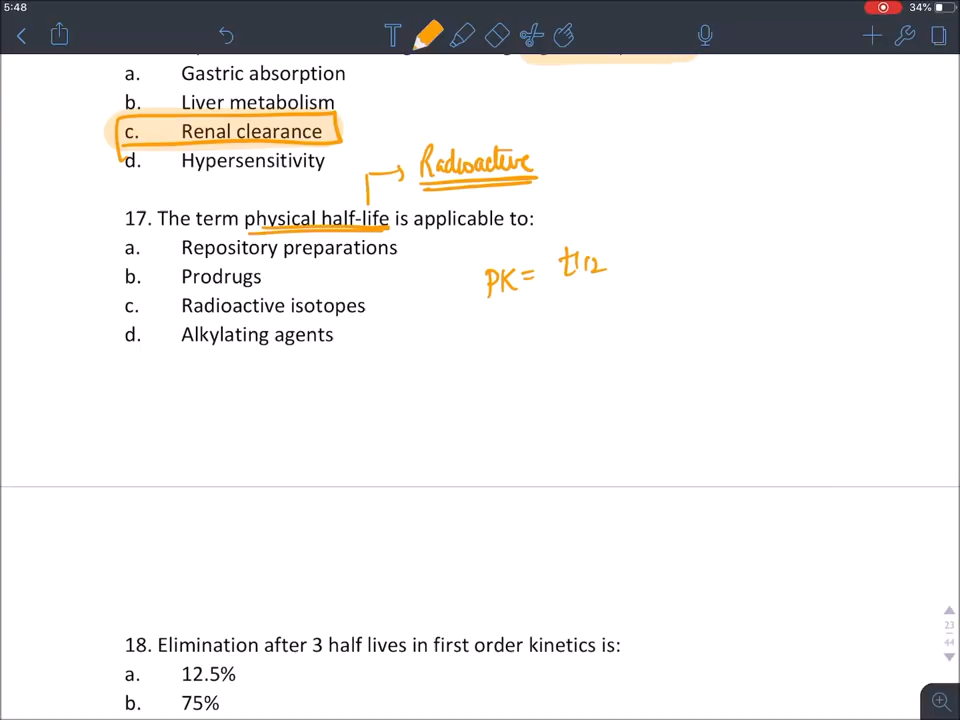 5:48
34%
T
a. Gastric absorption
b. Liver metabolism
c. Renal clearance
d. Hypersensitivity
Radioactive
17. The term physical half-life is applicable to:
a. Repository preparations
b. Prodrugs
c. Radioactive isotopes
d. Alkylating agents
PK= t1/2
23
44
18. Elimination after 3 half lives in first order kinetics is:
a. 12.5%
b. 75%